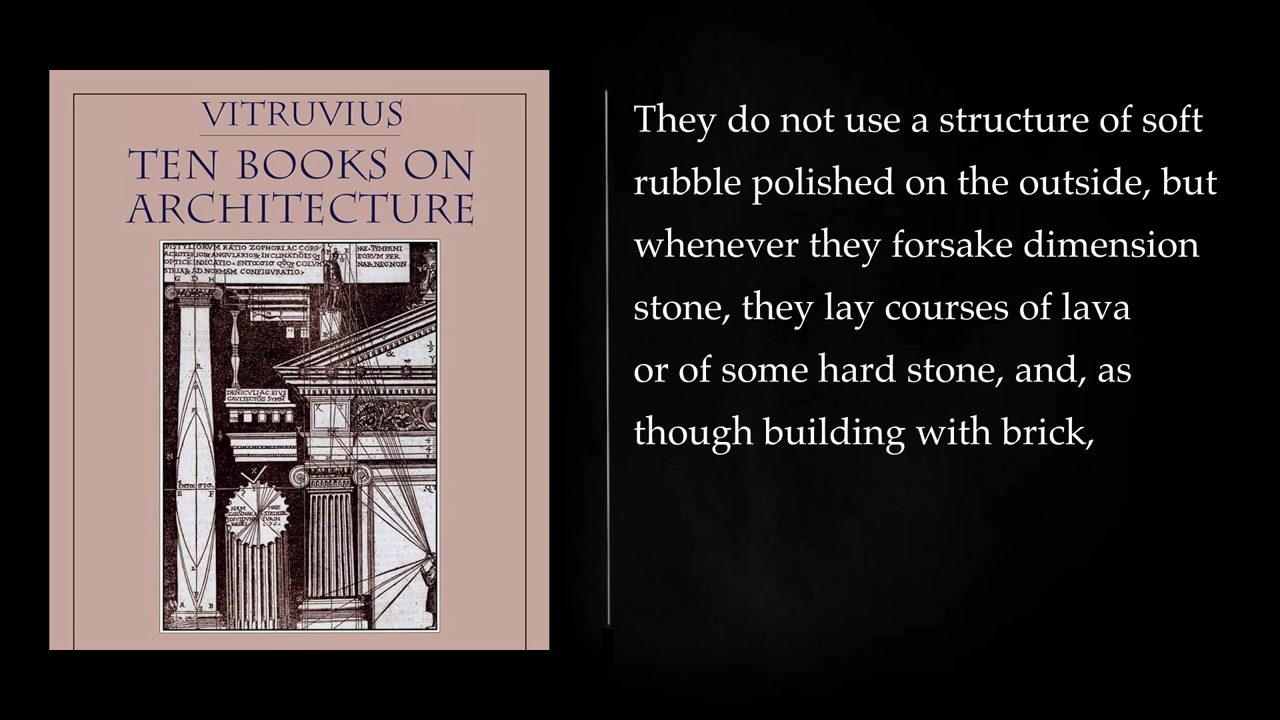 VITRUVIUS
TEN BOOKS ON
ARCHITECTURE
They do not use a structure of soft
rubble polished on the outside, but
whenever they forsake dimension
stone, they lay courses of lava
or of some hard stone, and, as
though building with brick,